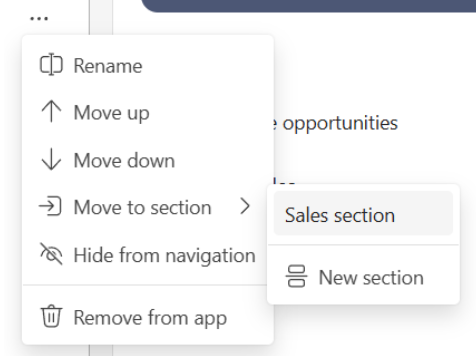 Rename
Move up
e opportunities
Move down
Move to section
Sales section
Hide from navigation
New section
Remove from app